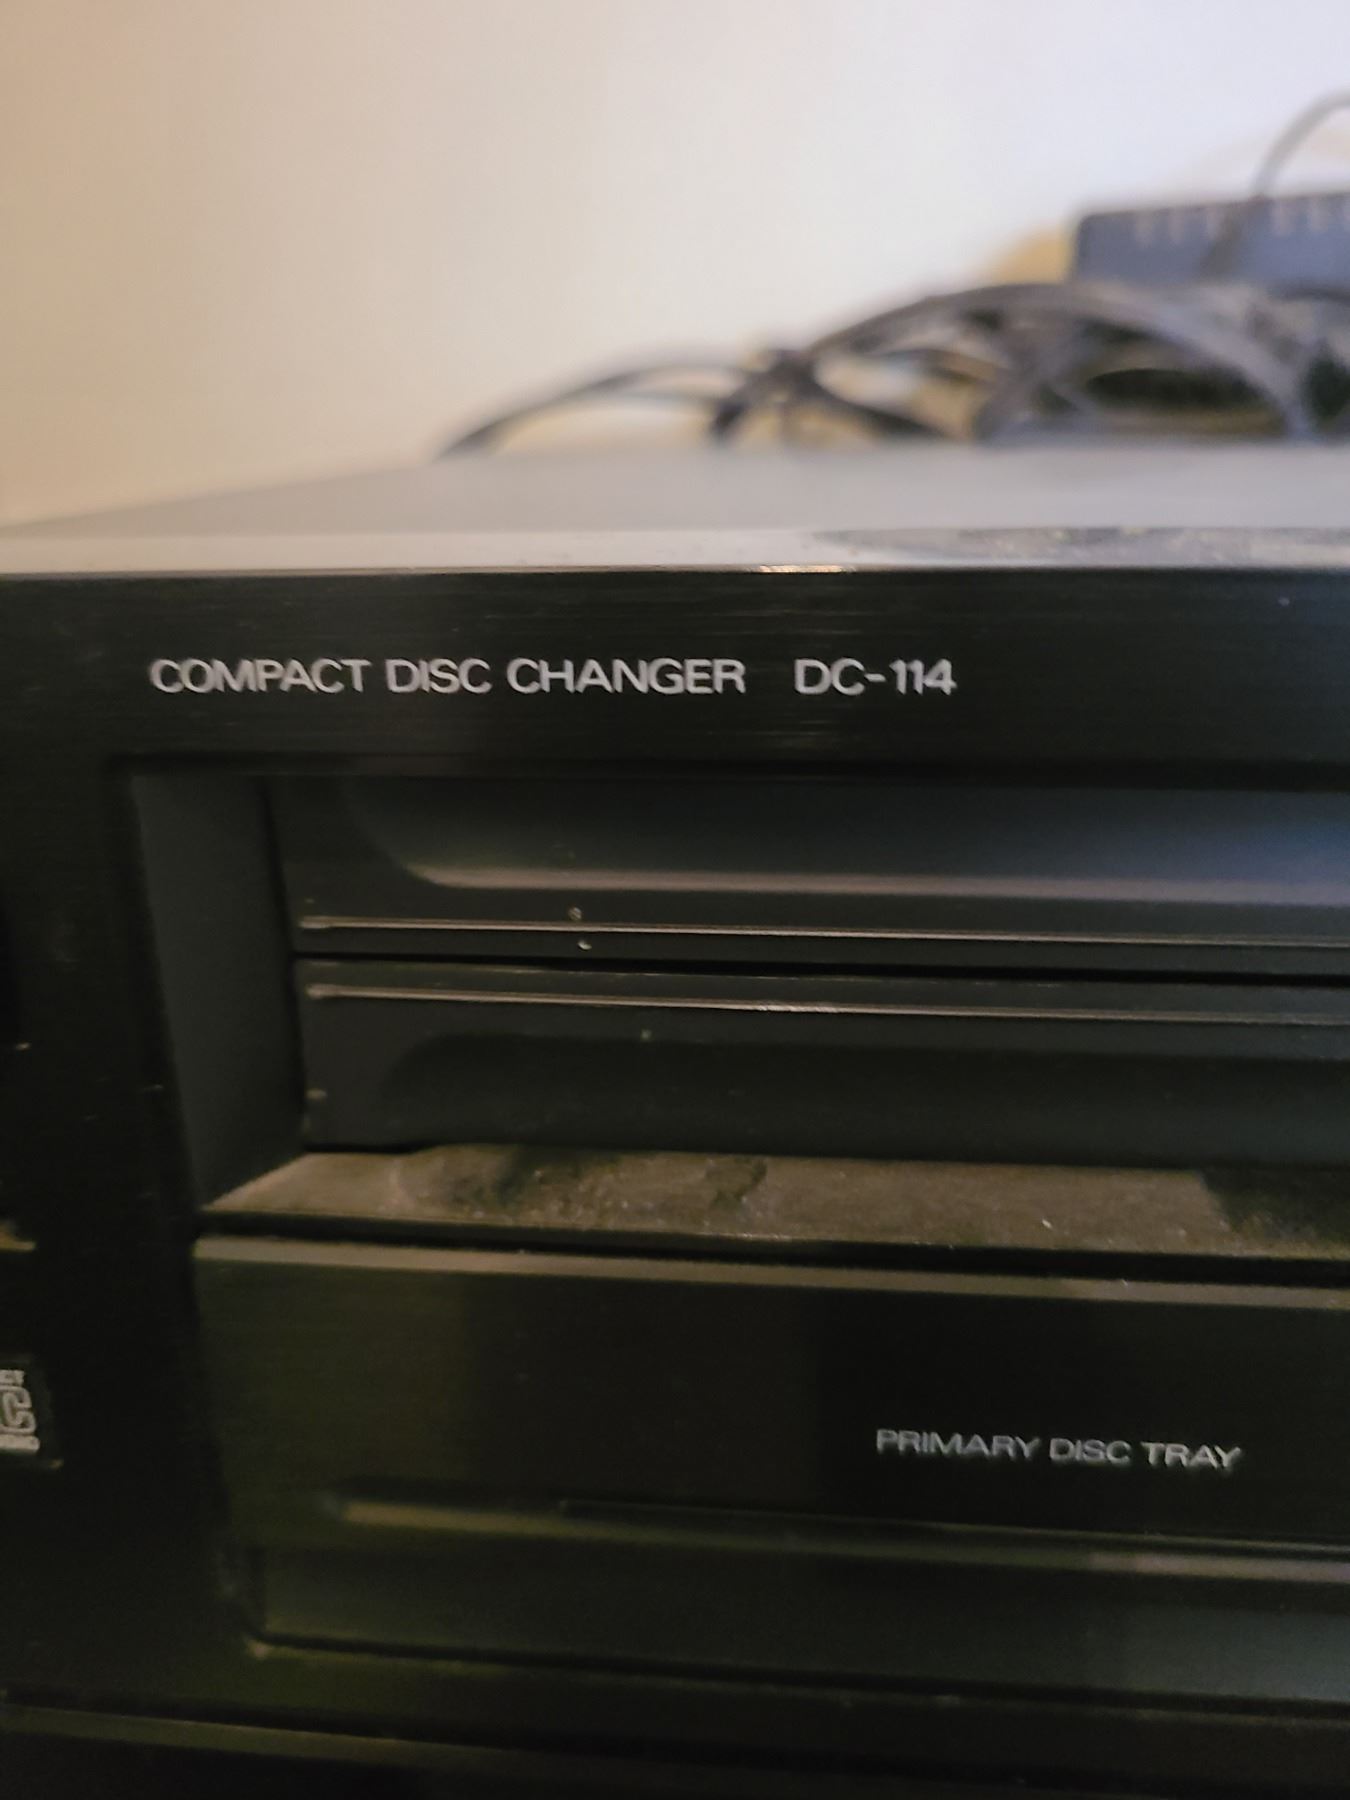 COMPACT DISC CHANGER DC-114
PRIMARY DISC TRAY